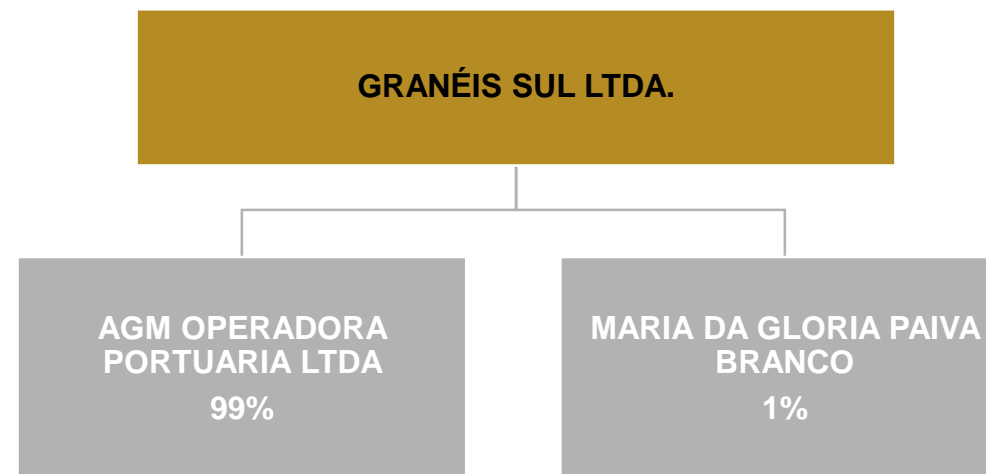 GRANÉIS SUL LTDA.
AGM OPERADORA
PORTUARIA LTDA
99%
MARIA DA GLORIA PAIVA
BRANCO
1%